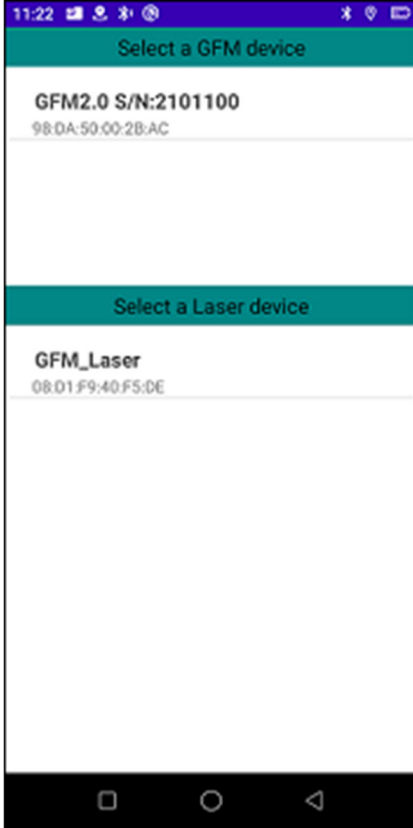 11:22
Select a GFM device
GFM2.0 S/N:2101100
98:DA:50:00:2B:AC
Select a Laser device
GFM_Laser
08:D1:F9:40:F5:DE